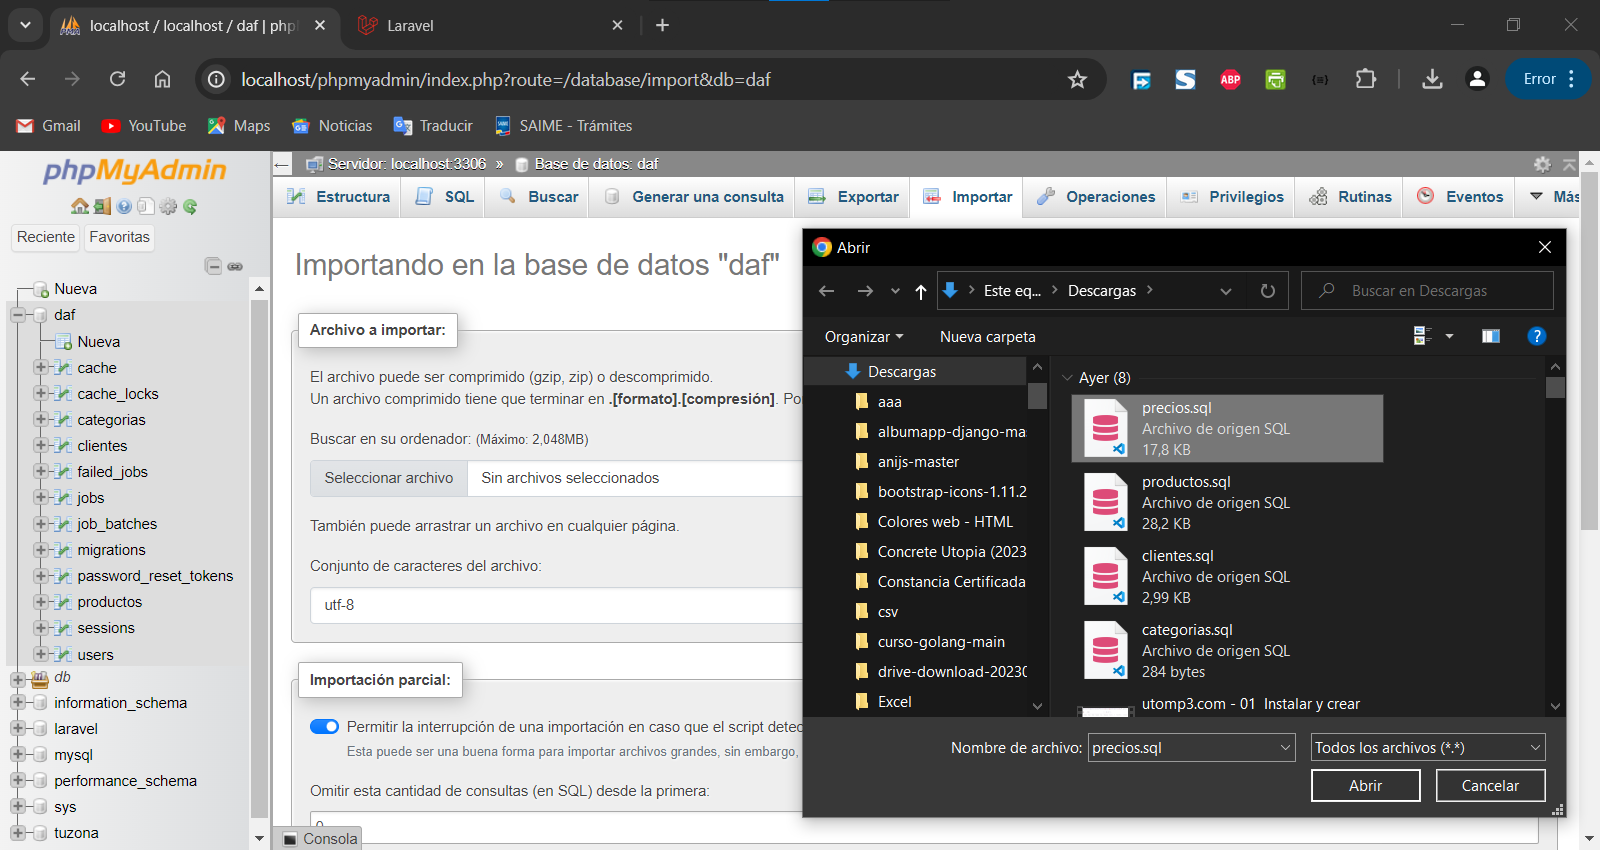 localhost / localhost / daf | php
Laravel
localhost/phpmyadmin/index.php?route=/database/import&db=daf
ABP
Error
Gmail
YouTube
Maps
Noticias
Traducir
SAIME - Trámites
phpMyAdmin
Reciente
Favoritas
Nueva
daf
Nueva
cache
cache_locks
categorias
clientes
failed_jobs
jobs
job_batches
migrations
password_reset_tokens
productos
sessions
users
db
information_schema
laravel
mysql
performance_schema
sys
tuzona
Servidor: localhost:3306 » Base de datos: daf
Estructura
SQL
Buscar
Generar una consulta
Exportar
Importar
Operaciones
Privilegios
Rutinas
Eventos
Más
Importando en la base de datos "daf"
Archivo a importar:
El archivo puede ser comprimido (gzip, zip) o descomprimido.
Un archivo comprimido tiene que terminar en .[formato].[compresión]. Po
Buscar en su ordenador: (Máximo: 2,048MB)
Seleccionar archivo
Sin archivos seleccionados
También puede arrastrar un archivo en cualquier página.
Conjunto de caracteres del archivo:
utf-8
Importación parcial:
Permitir la interrupción de una importación en caso que el script detec
Esta puede ser una buena forma para importar archivos grandes, sin embargo,
Omitir esta cantidad de consultas (en SQL) desde la primera:
0
Consola
Abrir
Este eq...
Descargas
Buscar en Descargas
Organizar
Nueva carpeta
Descargas
aaa
albumapp-django-mas
anijs-master
bootstrap-icons-1.11.2
Colores web - HTML
Concrete Utopia (2023
Constancia Certificada
csv
curso-golang-main
drive-download-20230
Excel
Ayer (8)
precios.sql
Archivo de origen SQL
17,8 KB
productos.sql
Archivo de origen SQL
28,2 KB
clientes.sql
Archivo de origen SQL
2,99 KB
categorias.sql
Archivo de origen SQL
284 bytes
utomp3.com - 01 Instalar y crear
Nombre de archivo:
precios.sql
Todos los archivos (*.*)
Abrir
Cancelar